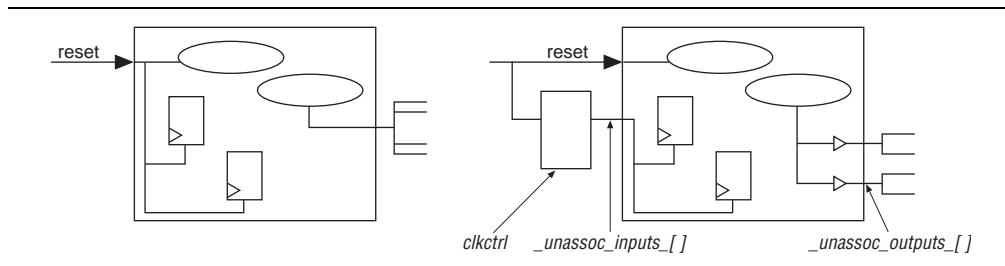 reset
reset
clkctrl
_unassoc_inputs_[ ]
_unassoc_outputs_[ ]